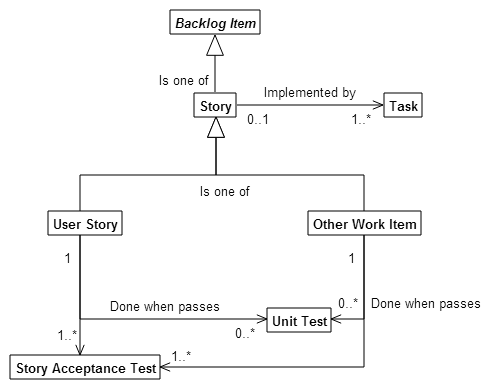 Backlog Item
Is one of
Story
Implemented by
0..1
1..*
Task
Is one of
User Story
Other Work Item
1
1
Done when passes
0..*
Unit Test
0..*
Done when passes
1..*
1..*
Story Acceptance Test